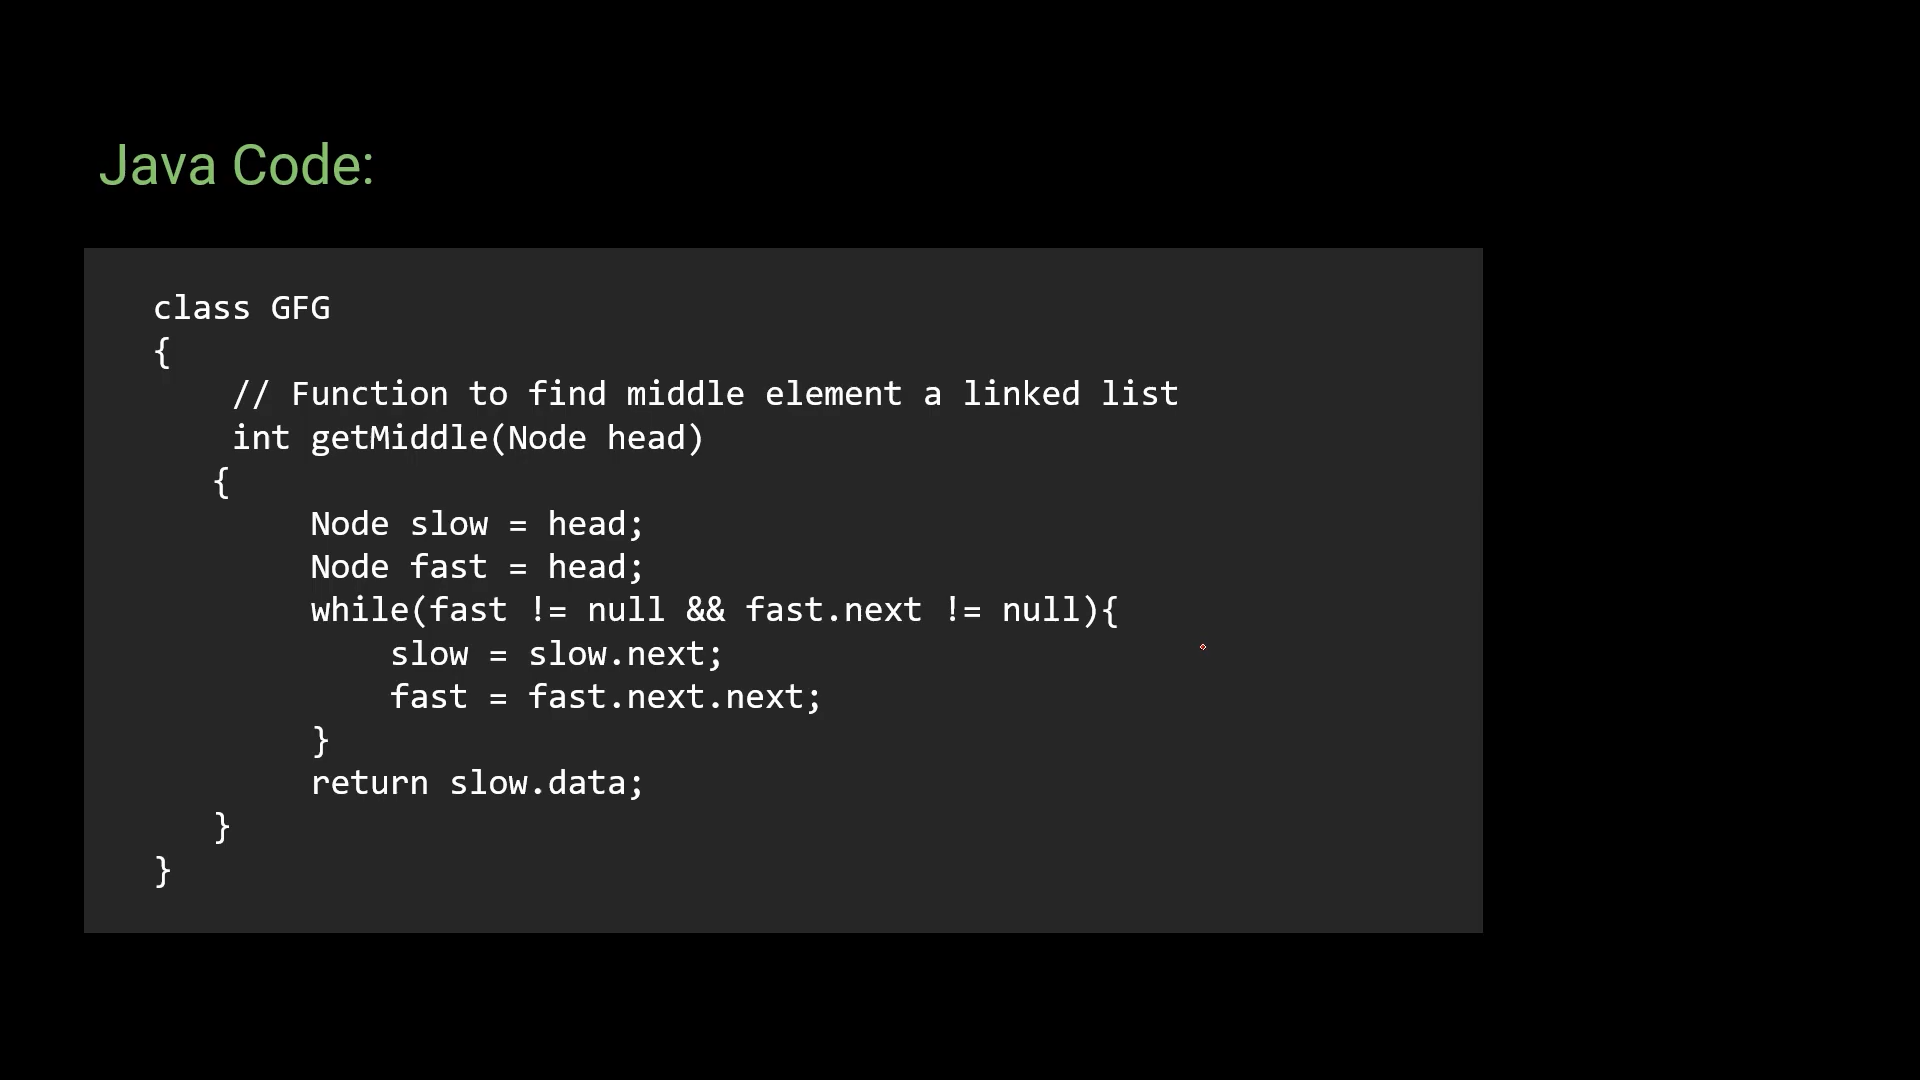 Java Code:
class GFG
{
// Function to find middle element a linked list
int getMiddle(Node head)
{
Node slow = head;
Node fast = head;
while(fast != null && fast.next != null){
slow = slow.next;
fast = fast.next.next;
}
return slow.data;
}
}